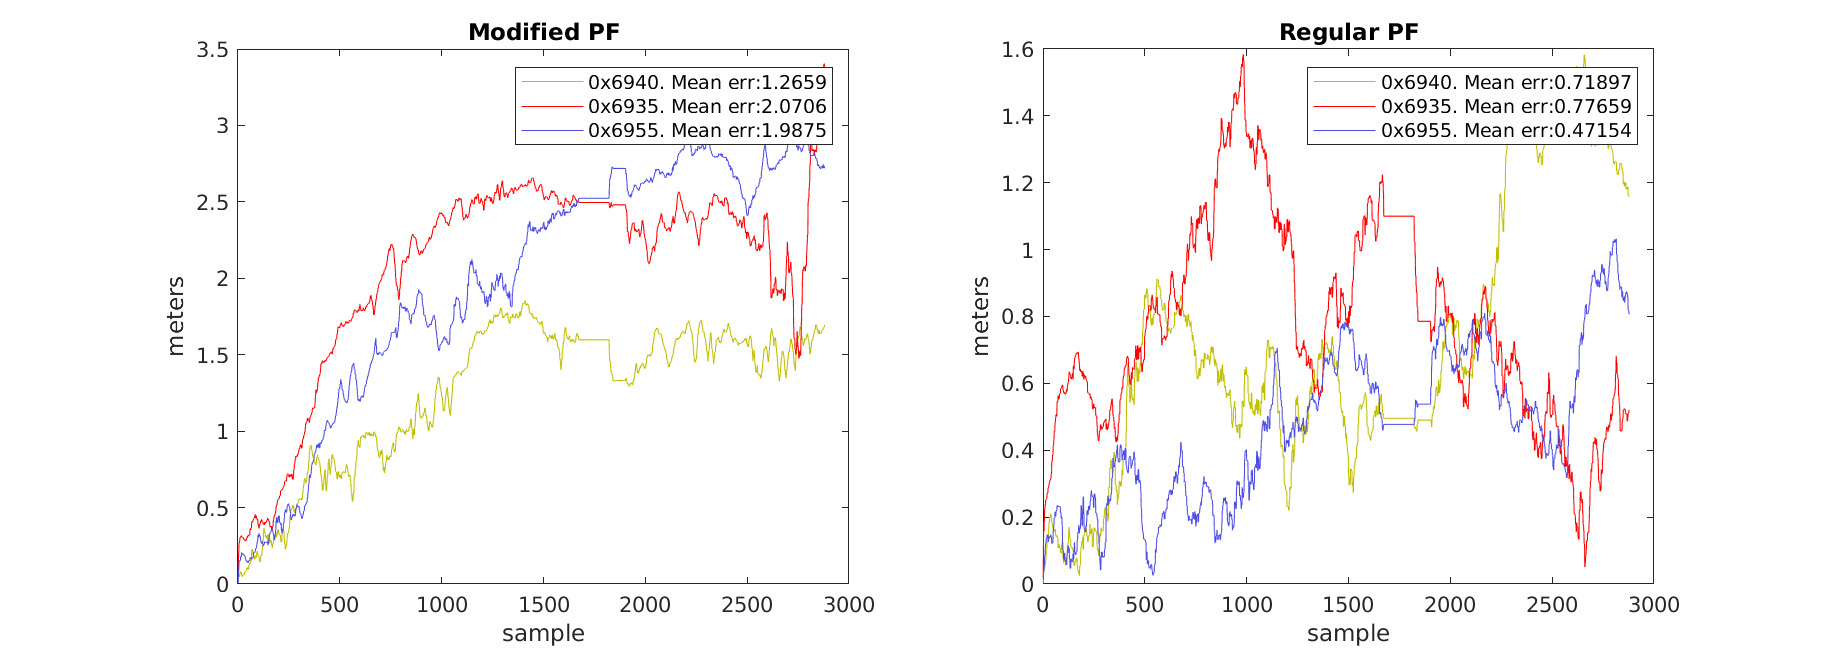 Modified PF
3.5
3
2.5
2
1.5
1
0.5
0
meters
0x6940. Mean err:1.2659
0x6935. Mean err:2.0706
0x6955. Mean err:1.9875
0 500 1000 1500 2000 2500 3000
sample
Regular PF
1.6
1.4
1.2
1
0.8
0.6
0.4
0.2
0
meters
0x6940. Mean err:0.71897
0x6935. Mean err:0.77659
0x6955. Mean err:0.47154
0 500 1000 1500 2000 2500 3000
sample